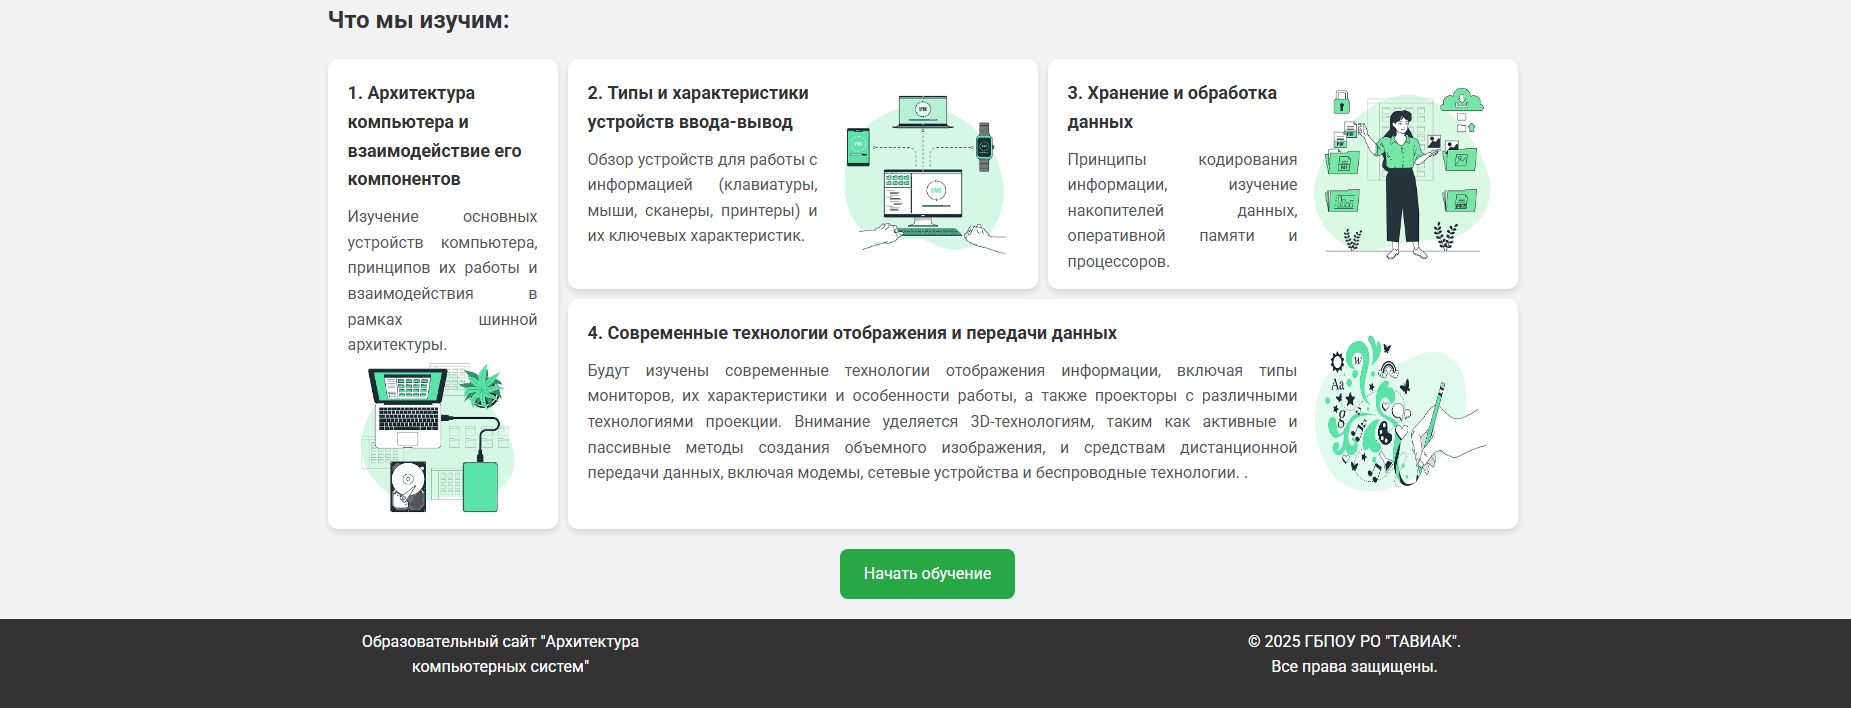 Что мы изучим:
1. Архитектура
компьютера и
взаимодействие его
компонентов
Изучение основных
устройств компьютера,
принципов их работы и
взаимодействия в
рамках шинной
архитектуры.
2. Типы и характеристики
устройств ввода-вывод
Обзор устройств для работы с
информацией (клавиатуры,
мыши, сканеры, принтеры) и
их ключевых характеристик.
3. Хранение и обработка
данных
Принципы кодирования
информации, изучение
накопителей данных,
оперативной памяти и
процессоров.
4. Современные технологии отображения и передачи данных
Будут изучены современные технологии отображения информации, включая типы
мониторов, их характеристики и особенности работы, а также проекторы с различными
технологиями проекции. Внимание уделяется 3D-технологиям, таким как активные и
пассивные методы создания объемного изображения, и средствам дистанционной
передачи данных, включая модемы, сетевые устройства и беспроводные технологии. .
W
Aa
g
Начать обучение
Образовательный сайт "Архитектура
компьютерных систем"
© 2025 ГБПОУ РО "ТАВИАК".
Все права защищены.